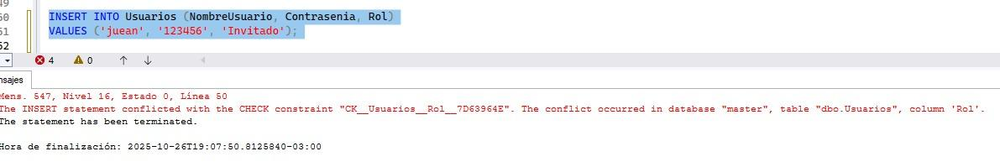 49
50 INSERT INTO Usuarios (NombreUsuario, Contrasenia, Rol)
51 VALUES ('juean', '123456', 'Invitado');
52
4 0
nsajes
Mens. 547, Nivel 16, Estado 0, Línea 50
The INSERT statement conflicted with the CHECK constraint "CK__Usuarios__Rol__7D63964E". The conflict occurred in database "master", table "dbo.Usuarios", column 'Rol'.
The statement has been terminated.
Hora de finalización: 2025-10-26T19:07:50.8125840-03:00